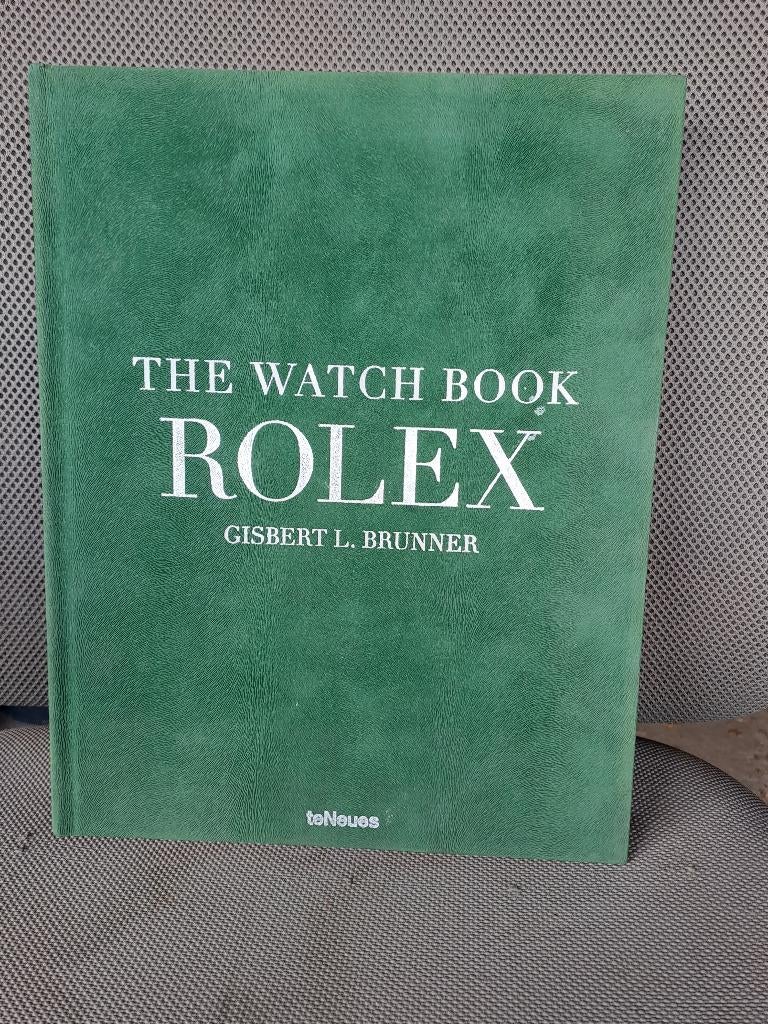 THE WATCH BOOK
ROLEX
GISBERT L. BRUNNER
teNeues